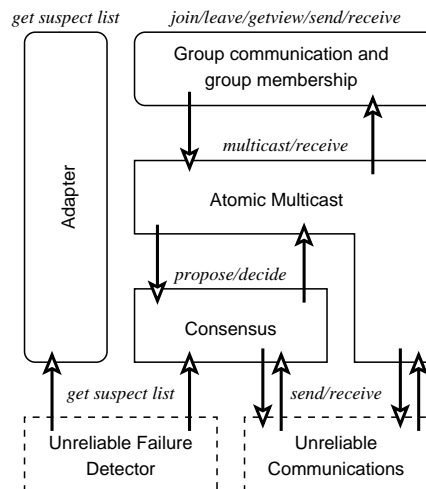 get suspect list
join/leave/getview/send/receive
Group communication and
group membership
multicast/receive
Adapter
Atomic Multicast
propose/decide
Consensus
get suspect list
send/receive
Unreliable Failure
Detector
Unreliable
Communications